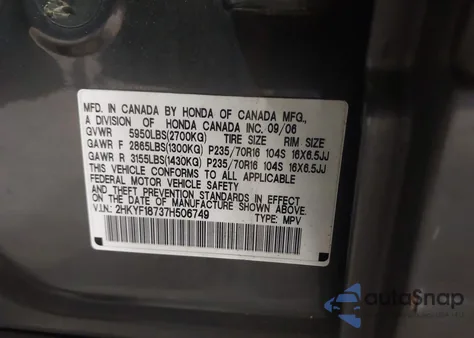 MFD. IN CANADA BY HONDA OF CANADA MFG.,
A DIVISION OF HONDA CANADA INC. 09/06
GVWR 5950LBS(2700KG) TIRE SIZE RIM SIZE
GAWR F 2865LBS(1300KG) P235/70R16 104S 16X6.5JJ
GAWR R 3155LBS(1430KG) P235/70R16 104S 16X6.5JJ
THIS VEHICLE CONFORMS TO ALL APPLICABLE
FEDERAL MOTOR VEHICLE SAFETY
AND THEFT PREVENTION STANDARDS IN EFFECT
ON THE DATE OF MANUFACTURE SHOWN ABOVE.
V.I.N: 2HKYF18737H506749 TYPE: MPV
autoSnap